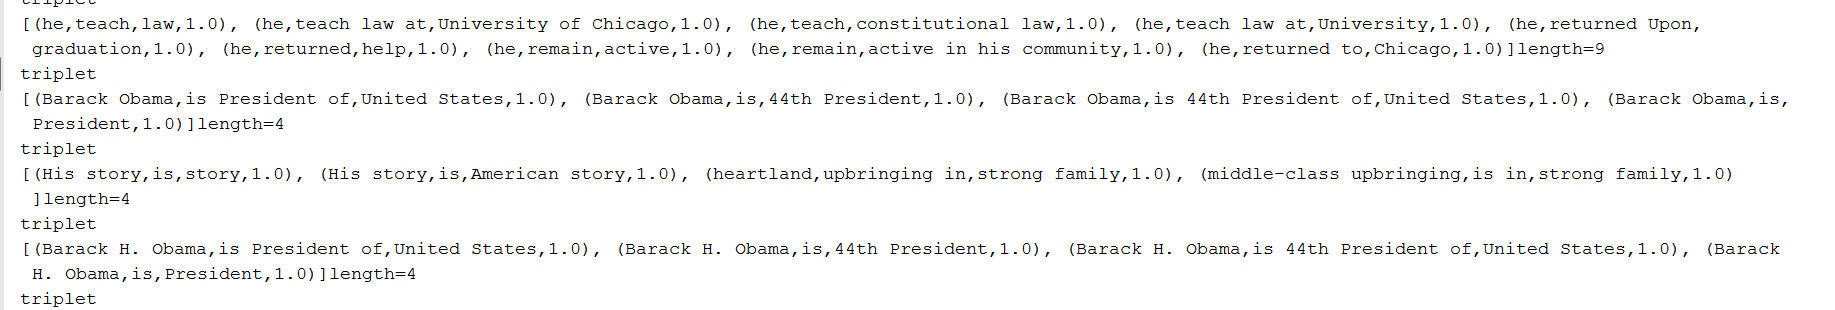 triplet
[(he,teach,law,1.0), (he,teach law at,University of Chicago,1.0), (he,teach,constitutional law,1.0), (he,teach law at,University,1.0), (he,returned Upon,
graduation,1.0), (he,returned,help,1.0), (he,remain,active,1.0), (he,remain,active in his community,1.0), (he,returned to,Chicago,1.0)]length=9
triplet
[(Barack Obama,is President of,United States,1.0), (Barack Obama,is,44th President,1.0), (Barack Obama,is 44th President of,United States,1.0), (Barack Obama,is,
President,1.0)]length=4
triplet
[(His story,is,story,1.0), (His story,is,American story,1.0), (heartland,upbringing in,strong family,1.0), (middle-class upbringing,is in,strong family,1.0)
]length=4
triplet
[(Barack H. Obama,is President of,United States,1.0), (Barack H. Obama,is,44th President,1.0), (Barack H. Obama,is 44th President of,United States,1.0), (Barack
H. Obama,is,President,1.0)]length=4
triplet